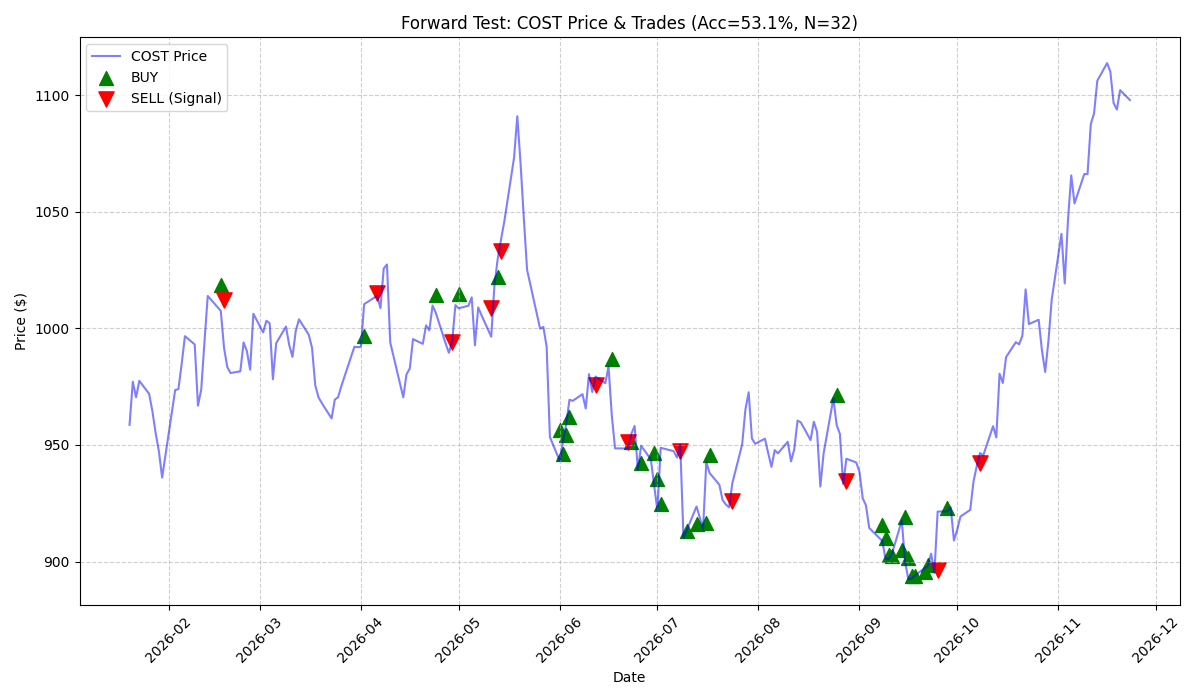 Forward Test: COST Price & Trades (Acc=53.1%, N=32)
COST Price
BUY
SELL (Signal)
Price ($)
1100
1050
1000
950
900
2026-02
2026-03
2026-04
2026-05
2026-06
2026-07
2026-08
2026-09
2026-10
2026-11
2026-12
Date